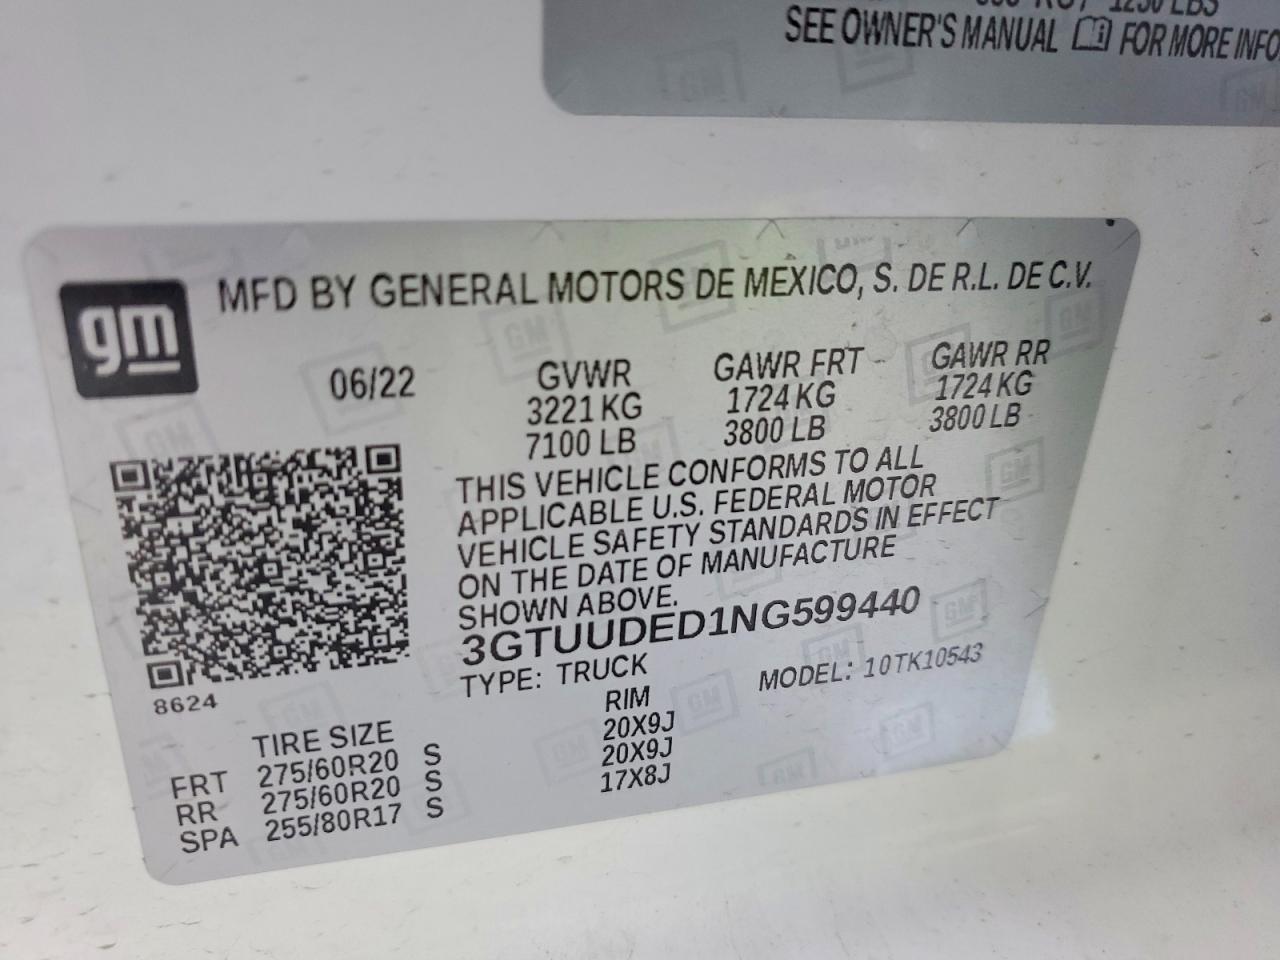 SEE OWNER'S MANUAL FOR MORE INFO
gm
MFD BY GENERAL MOTORS DE MEXICO, S. DE R.L. DE C.V.
06/22 GVWR GAWR FRT GAWR RR
3221 KG 1724 KG 1724 KG
7100 LB 3800 LB 3800 LB
THIS VEHICLE CONFORMS TO ALL
APPLICABLE U.S. FEDERAL MOTOR
VEHICLE SAFETY STANDARDS IN EFFECT
ON THE DATE OF MANUFACTURE
SHOWN ABOVE.
3GTUUDED1NG599440
TYPE: TRUCK MODEL: 10TK10543
8624
TIRE SIZE RIM
FRT 275/60R20 S 20X9J
RR 275/60R20 S 20X9J
SPA 255/80R17 S 17X8J